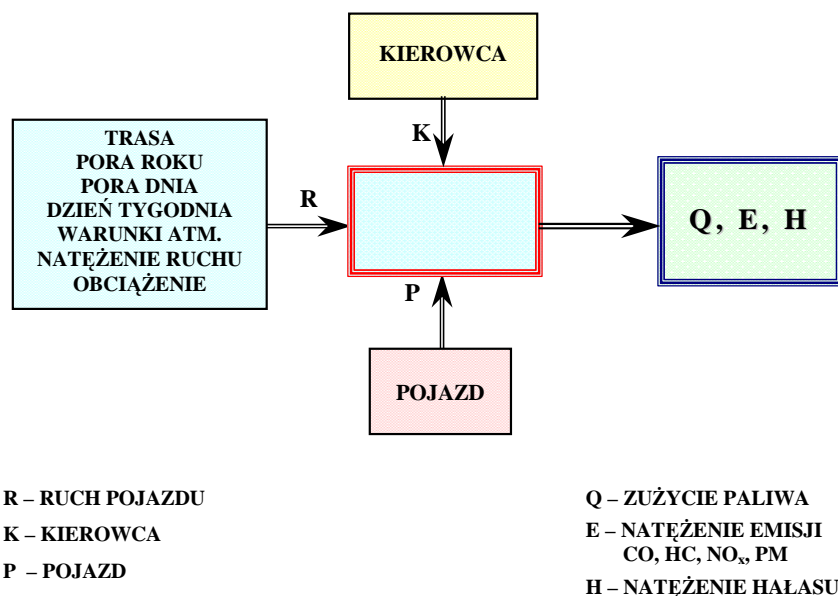 KIEROWCA
K
TRASA
PORA ROKU
PORA DNIA
DZIEŃ TYGODNIA
WARUNKI ATM.
NATĘŻENIE RUCHU
OBCIĄŻENIE
R
Q, E, H
P
POJAZD
R – RUCH POJAZDU
K – KIEROWCA
P – POJAZD
Q – ZUŻYCIE PALIWA
E – NATĘŻENIE EMISJI
CO, HC, NOₓ, PM
H – NATĘŻENIE HAŁASU